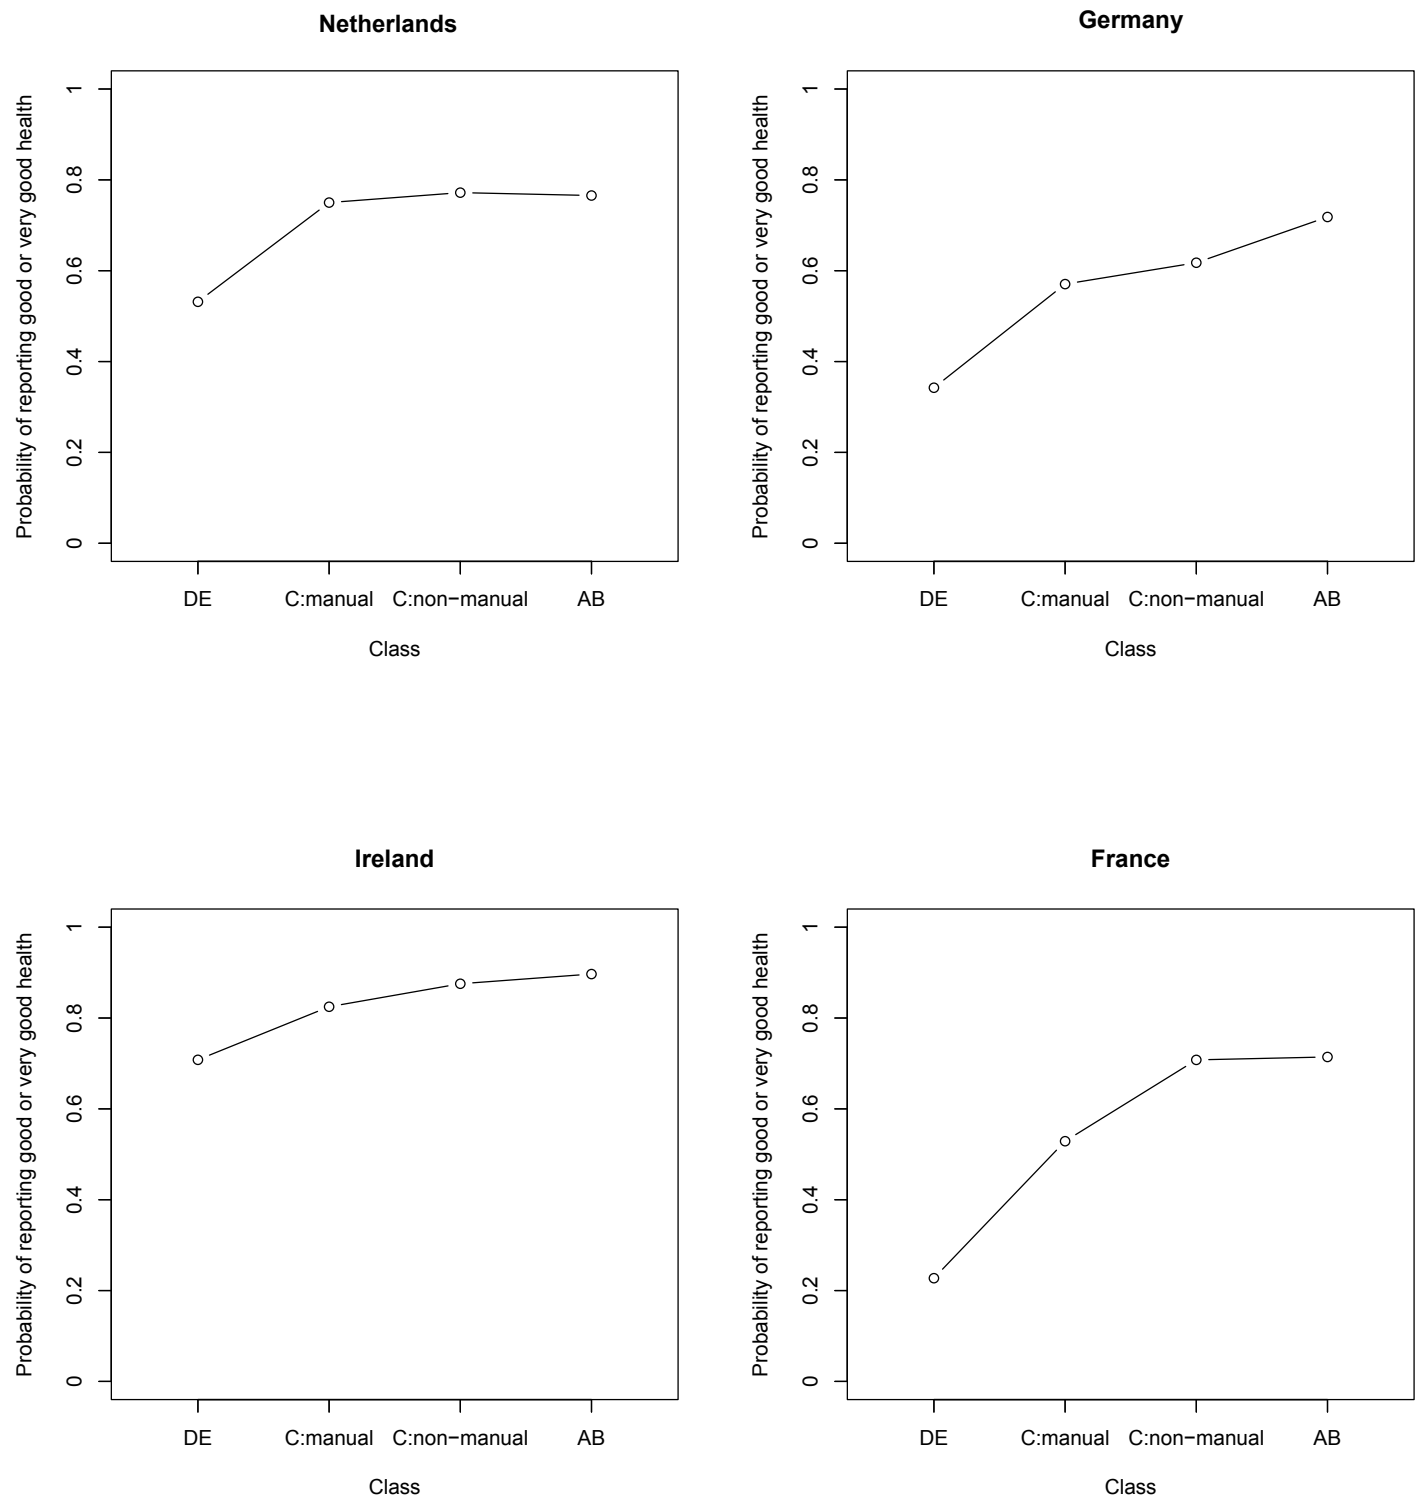 Netherlands
Probability of reporting good or very good health
1
0.8
0.6
0.4
0.2
0
DE C:manual C:non−manual AB
Class
Germany
Probability of reporting good or very good health
1
0.8
0.6
0.4
0.2
0
DE C:manual C:non−manual AB
Class
Ireland
Probability of reporting good or very good health
1
0.8
0.6
0.4
0.2
0
DE C:manual C:non−manual AB
Class
France
Probability of reporting good or very good health
1
0.8
0.6
0.4
0.2
0
DE C:manual C:non−manual AB
Class